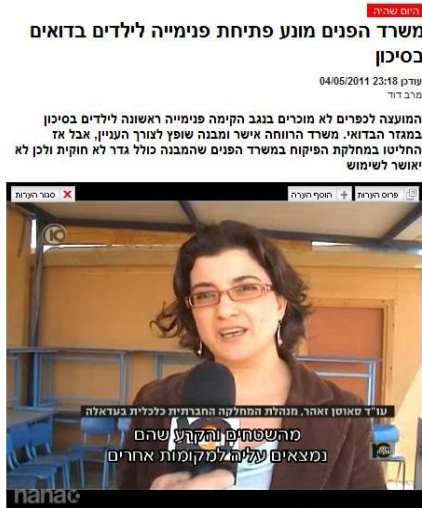 היום שהיה
משרד הפנים מונע פתיחת פנימייה לילדים בדואים
בסיכון
עודכן 04/05/2011 23:18
מרב דוד
המועצה לכפרים לא מוכרים בנגב הקימה פנימייה ראשונה לילדים בסיכון
במגזר הבדואי. משרד הרווחה אישר ומבנה שופץ לצורך העניין, אבל אז
החליטו במחלקת הפיקוח במשרד הפנים שהמבנה כולל גדר לא חוקית ולכן לא
יאושר לשימוש
פרוס הערות
הוסף הערה
סגור הערות
עו"ד סאוסן זאהר, מנהלת המחלקה החברתית כלכלית בעדאלה
מהשטחים והקרע שהם
נמצאים עליה למקומות אחרים
10
nana10